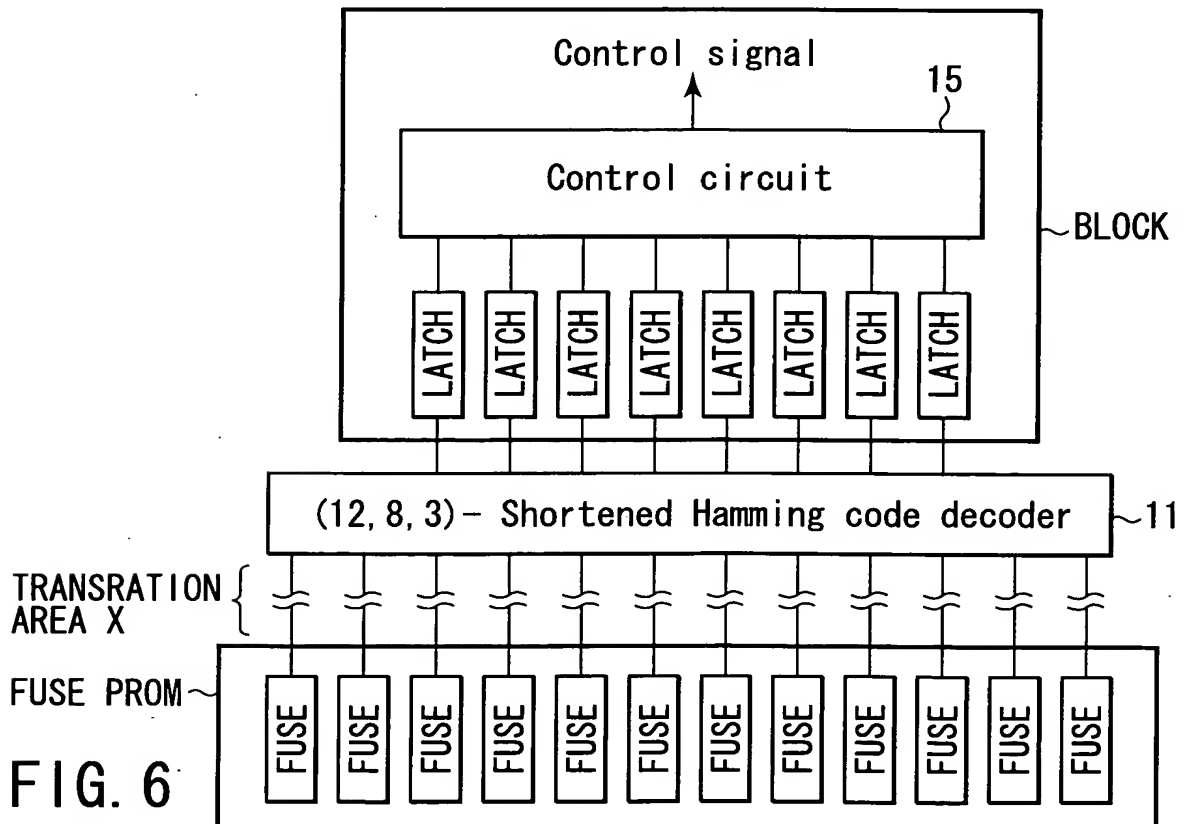 Control signal
15
Control circuit
BLOCK
LATCH LATCH LATCH LATCH LATCH LATCH LATCH LATCH
(12,8,3)- Shortened Hamming code decoder
11
TRANSRATION
AREA X
FUSE PROM
FUSE FUSE FUSE FUSE FUSE FUSE FUSE FUSE FUSE FUSE FUSE FUSE
FIG. 6